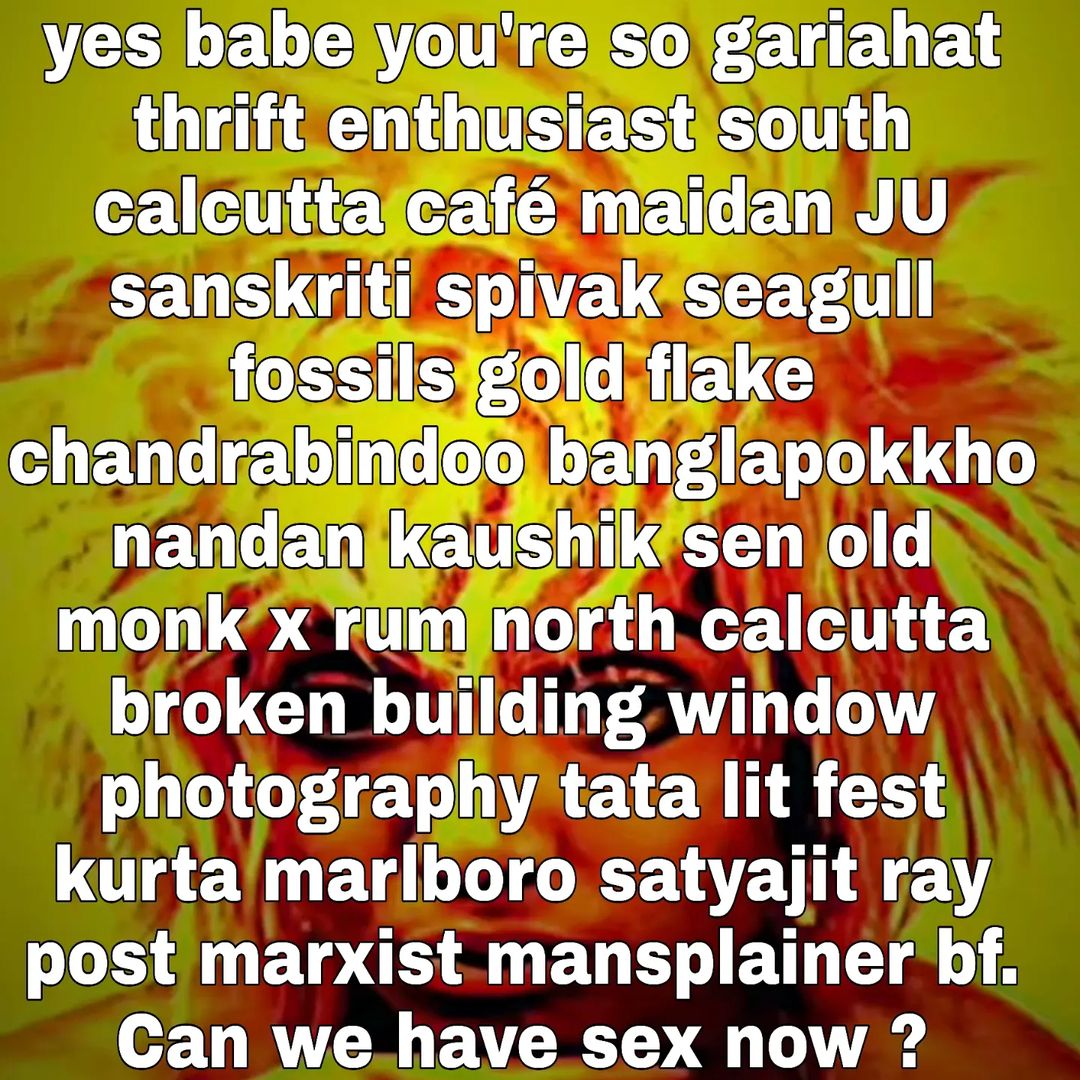 yes babe you're so gariahat
thrift enthusiast south
calcutta café maidan JU
sanskriti spivak seagull
fossils gold flake
chandrabindoo banglapokkho
nandan kaushik sen old
monk x rum north calcutta
broken building window
photography tata lit fest
kurta marlboro satyajit ray
post marxist mansplainer bf.
Can we have sex now ?